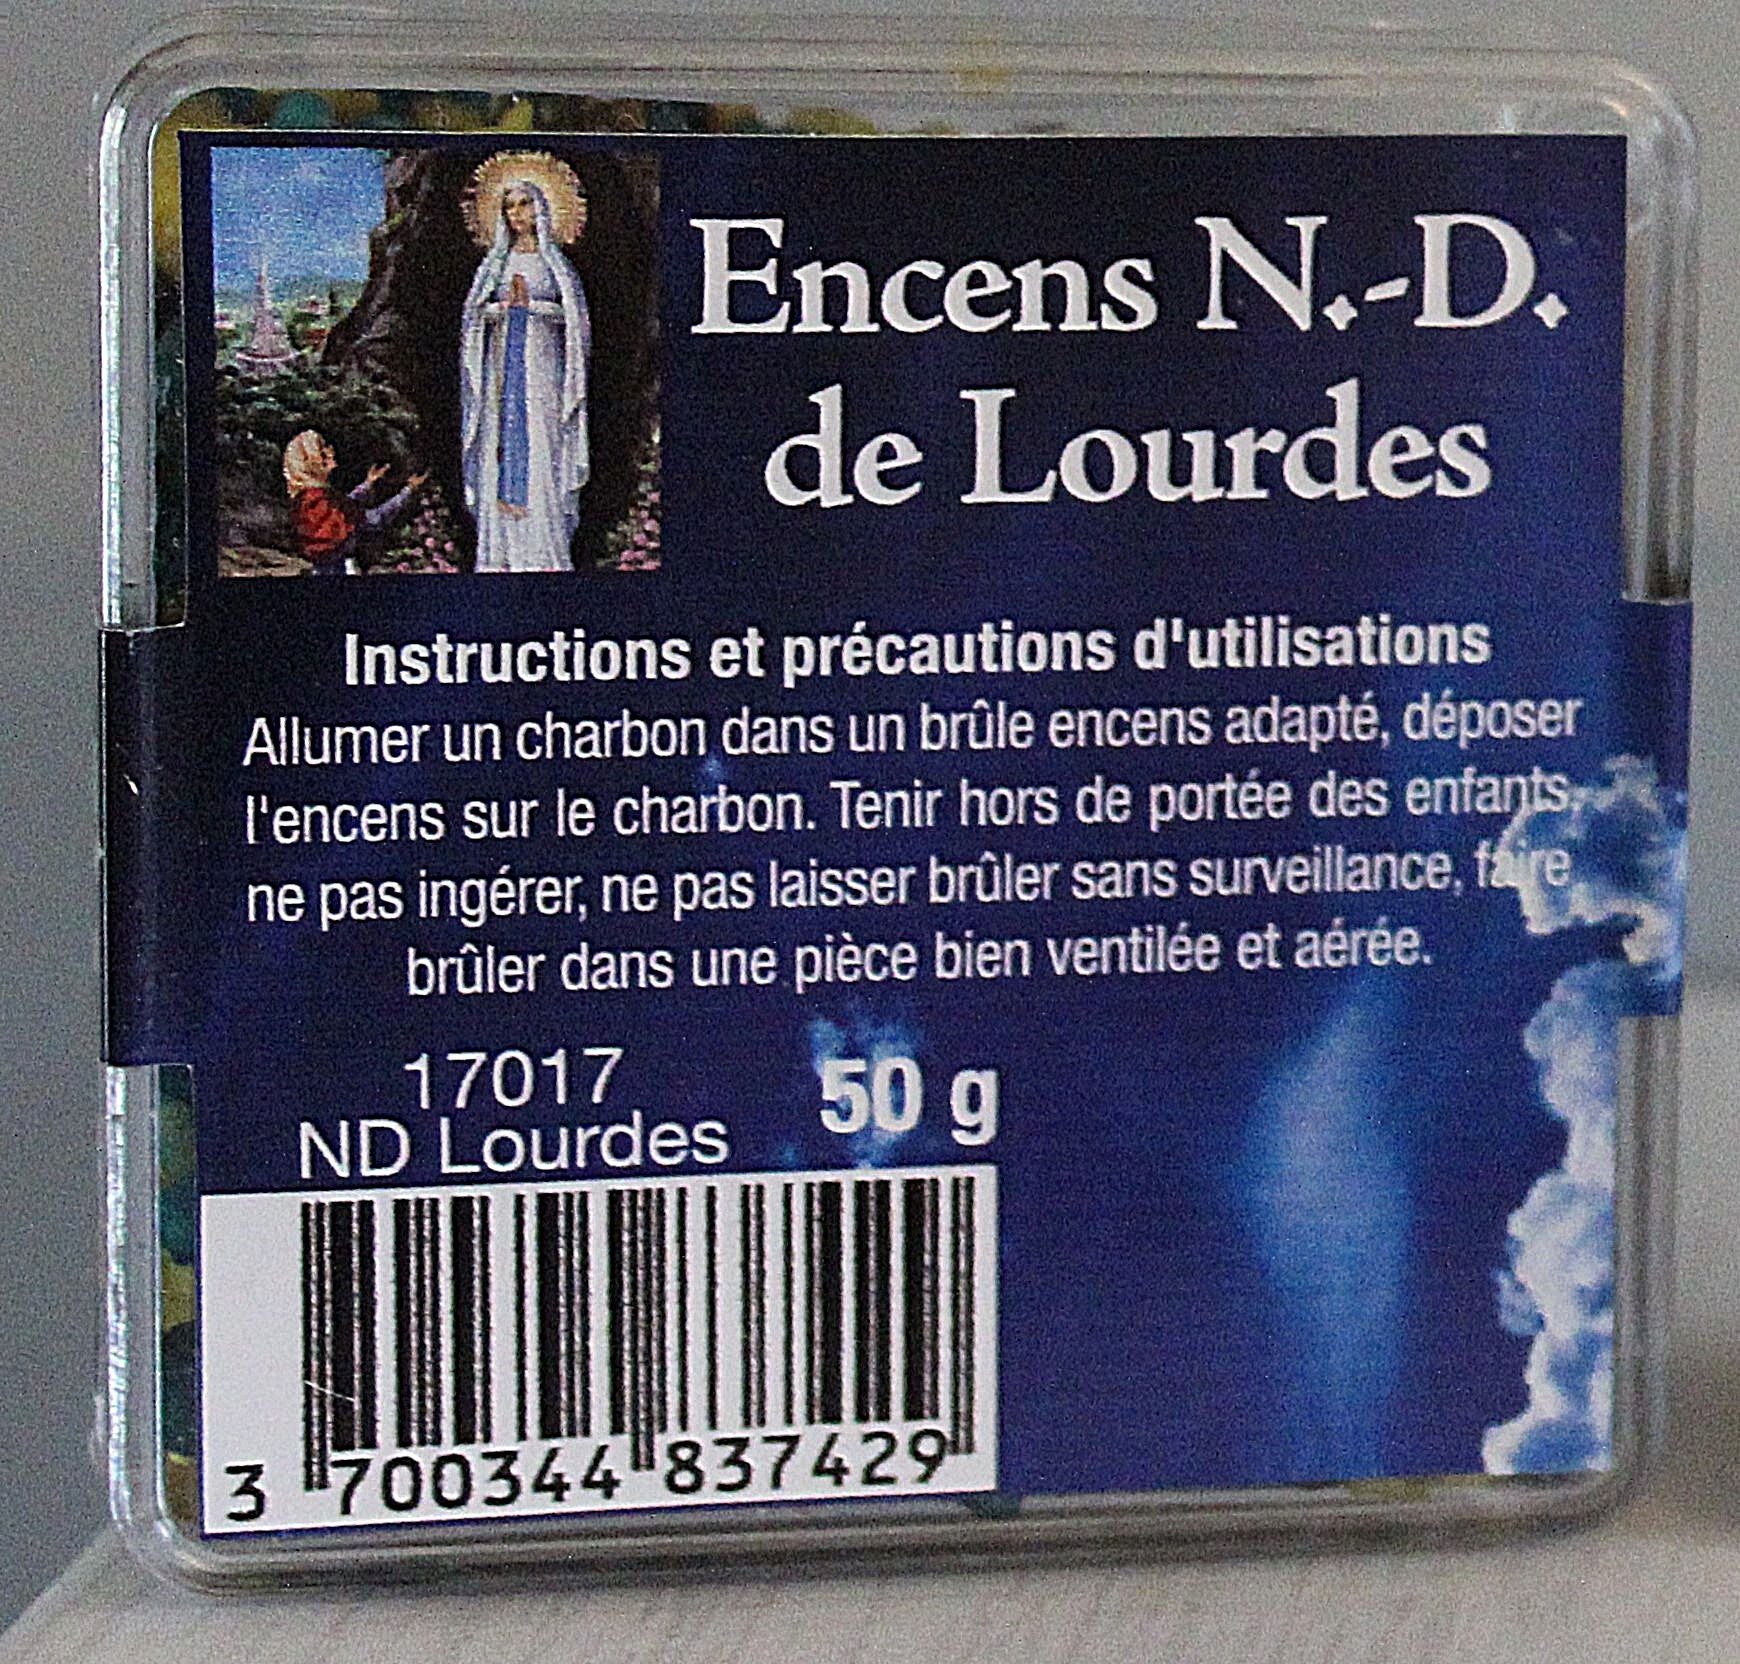 Encens N.-D.
de Lourdes
Instructions et précautions d'utilisations
Allumer un charbon dans un brûle encens adapté, déposer
l'encens sur le charbon. Tenir hors de portée des enfants,
ne pas ingérer, ne pas laisser brûler sans surveillance, faire
brûler dans une pièce bien ventilée et aérée.
17017
ND Lourdes
50 g
3 700344 837429